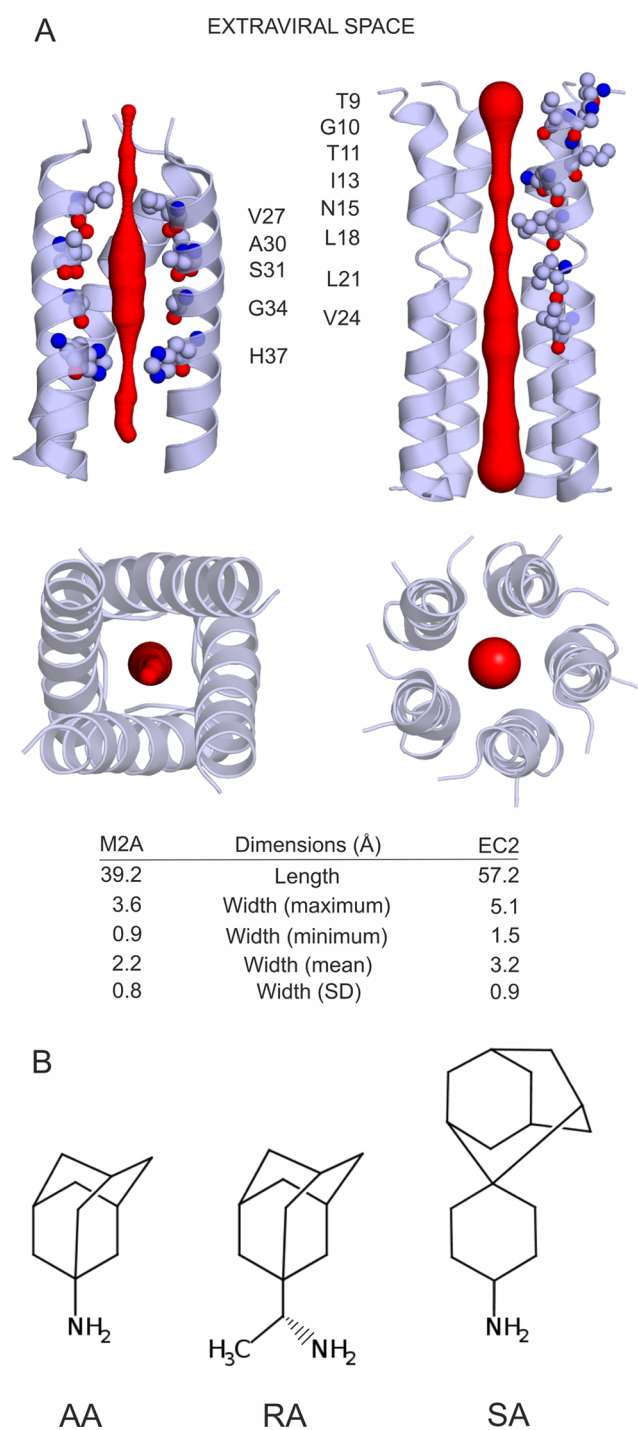 A
EXTRAVIRAL SPACE
T9
G10
T11
I13
N15
L18
L21
V24
V27
A30
S31
G34
H37
M2A Dimensions (Å) EC2
39.2 Length 57.2
3.6 Width (maximum) 5.1
0.9 Width (minimum) 1.5
2.2 Width (mean) 3.2
0.8 Width (SD) 0.9
B
NH2
H3C NH2
NH2
AA RA SA